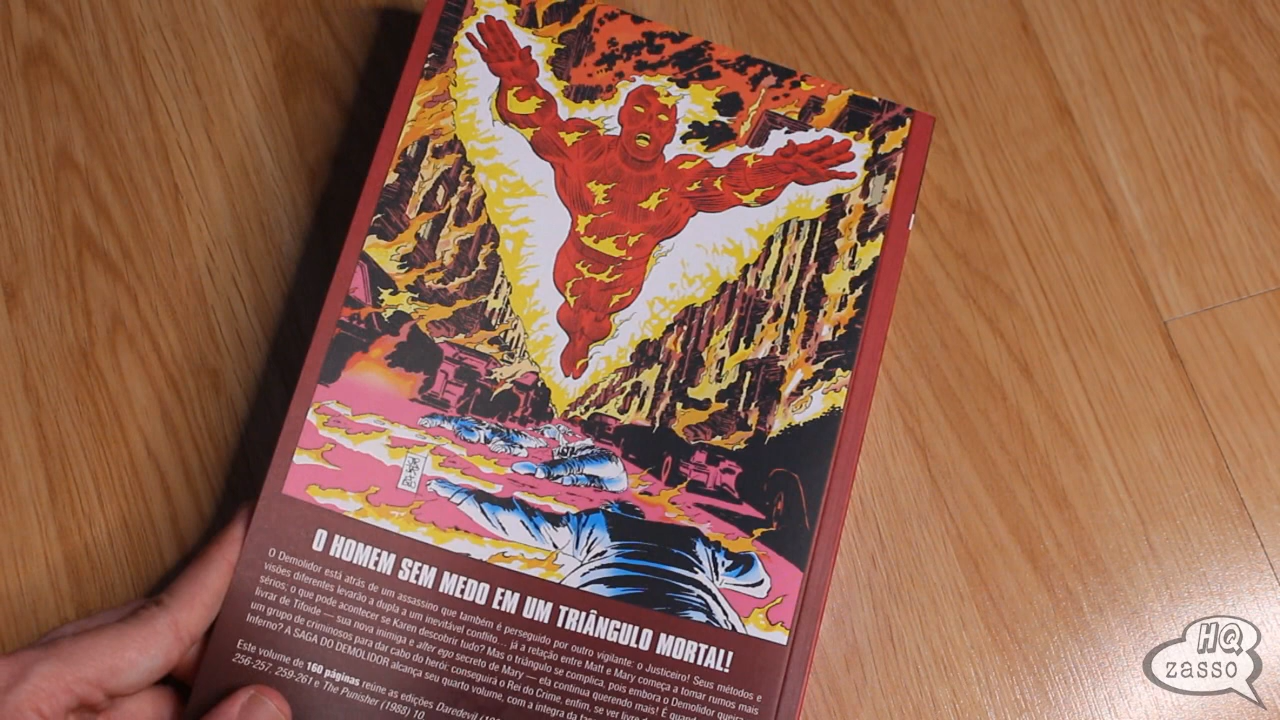 O HOMEM SEM MEDO EM UM TRIÂNGULO MORTAL!
O Demolidor está atrás de um assassino que também é perseguido por outro vigilante: o Justiceiro! Seus métodos e
visões diferentes levarão a dupla a um inevitável conflito... já a relação entre Matt e Mary começa a tomar rumos mais
sérios; o que pode acontecer se Karen descobrir tudo? Mas o triângulo se complica, pois embora o Demolidor queira
livrar de Tifoide — sua nova inimiga e alter ego secreto de Mary — ela continua querendo mais! E quando
um grupo de criminosos para dar cabo do herói: conseguirá o Rei do Crime, enfim, se ver livre d
Inferno? A SAGA DO DEMOLIDOR alcança seu quarto volume, com a íntegra da
Este volume de 160 páginas reúne as edições Daredevil
256-257, 259-261 e The Punisher (1988) 10
HQ
zasso